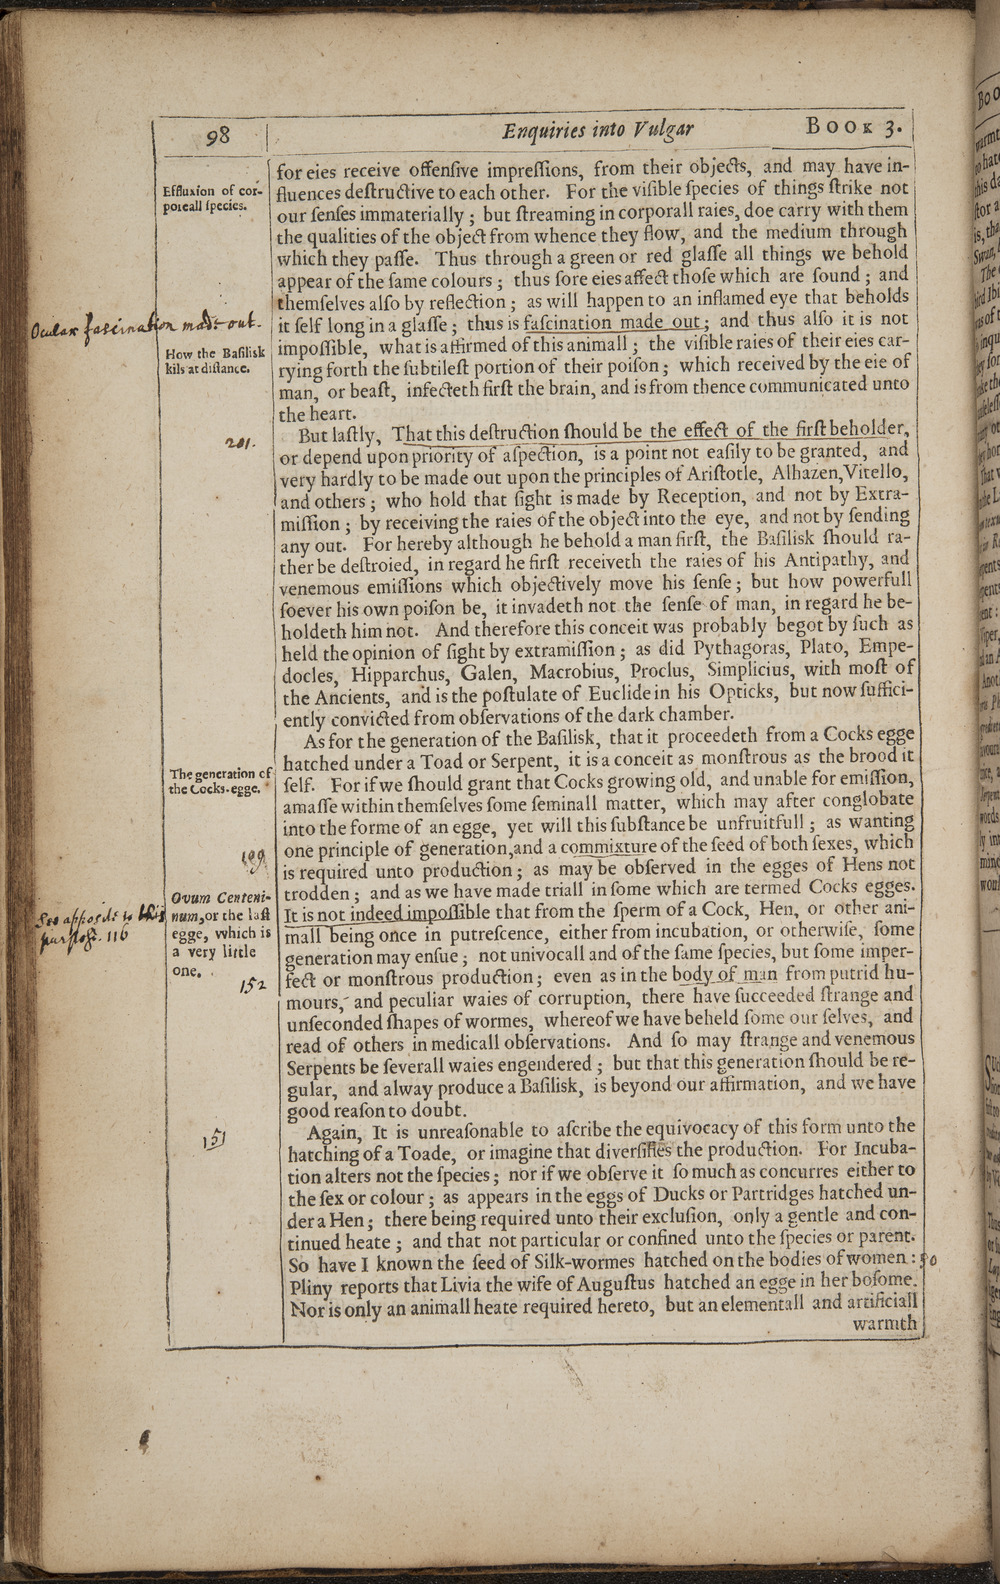 98
Enquiries into Vulgar
BOOK 3.
for eies receive offenſive impreſſions, from their objects, and may have in-
Effluxion of cor-
poreall ſpecies.
fluences deſtructive to each other. For the viſible ſpecies of things ſtrike not
our ſenſes immaterially; but ſtreaming in corporall raies, doe carry with them
the qualities of the object from whence they flow, and the medium through
which they paſſe. Thus through a green or red glaſſe all things we behold
appear of the ſame colours; thus ſore eies affect thoſe which are ſound; and
themſelves alſo by reflection; as will happen to an inflamed eye that beholds
Ocular fascination made out.
it ſelf long in a glaſſe; thus is faſcination made out; and thus alſo it is not
How the Baſilisk
kils at diſtance.
impoſſible, what is affirmed of this animall; the viſible raies of their eies car-
rying forth the ſubtileſt portion of their poiſon; which received by the eie of
man, or beaſt, infecteth firſt the brain, and is from thence communicated unto
the heart.
201.
But laſtly, That this deſtruction ſhould be the effect of the firſt beholder,
or depend upon priority of aſpection, is a point not eaſily to be granted, and
very hardly to be made out upon the principles of Ariſtotle, Alhazen, Vitello,
and others; who hold that ſight is made by Reception, and not by Extra-
miſſion; by receiving the raies of the object into the eye, and not by ſending
any out. For hereby although he behold a man firſt, the Baſilisk ſhould ra-
ther be deſtroied, in regard he firſt receiveth the raies of his Antipathy, and
venemous emiſſions which objectively move his ſenſe; but how powerfull
ſoever his own poiſon be, it invadeth not the ſenſe of man, in regard he be-
holdeth him not. And therefore this conceit was probably begot by ſuch as
held the opinion of ſight by extramiſſion; as did Pythagoras, Plato, Empe-
docles, Hipparchus, Galen, Macrobius, Proclus, Simplicius, with moſt of
the Ancients, and is the poſtulate of Euclide in his Opticks, but now ſuffici-
ently convicted from obſervations of the dark chamber.
As for the generation of the Baſilisk, that it proceedeth from a Cocks egge
hatched under a Toad or Serpent, it is a conceit as monſtrous as the brood it
The generation of
the Cocks-egge.
ſelf. For if we ſhould grant that Cocks growing old, and unable for emiſſion,
amaſſe within themſelves ſome ſeminall matter, which may after conglobate
into the forme of an egge, yet will this ſubſtance be unfruitfull; as wanting
one principle of generation, and a commixture of the ſeed of both ſexes, which
199
is required unto production; as may be obſerved in the egges of Hens not
trodden; and as we have made triall in ſome which are termed Cocks egges.
Ovum Centeni-
num, or the laſt
egge, which is
a very little
one.
See apposite to this
116
It is not indeed impoſſible that from the ſperm of a Cock, Hen, or other ani-
mall being once in putreſcence, either from incubation, or otherwiſe, ſome
generation may enſue; not univocall and of the ſame ſpecies, but ſome imper-
152
fect or monſtrous production; even as in the body of man from putrid hu-
mours, and peculiar waies of corruption, there have ſucceeded ſtrange and
unſeconded ſhapes of wormes, whereof we have beheld ſome our ſelves, and
read of others in medicall obſervations. And ſo may ſtrange and venemous
Serpents be ſeverall waies engendered; but that this generation ſhould be re-
gular, and alway produce a Baſilisk, is beyond our affirmation, and we have
good reaſon to doubt.
151
Again, It is unreaſonable to aſcribe the equivocacy of this form unto the
hatching of a Toade, or imagine that diverſifies the production. For Incuba-
tion alters not the ſpecies; nor if we obſerve it ſo much as concurres either to
the ſex or colour; as appears in the eggs of Ducks or Partridges hatched un-
der a Hen; there being required unto their excluſion, only a gentle and con-
tinued heate; and that not particular or confined unto the ſpecies or parent.
So have I known the ſeed of Silk-wormes hatched on the bodies of women: 50
Pliny reports that Livia the wife of Auguſtus hatched an egge in her boſome.
Nor is only an animall heate required hereto, but an elementall and artificiall
warmth